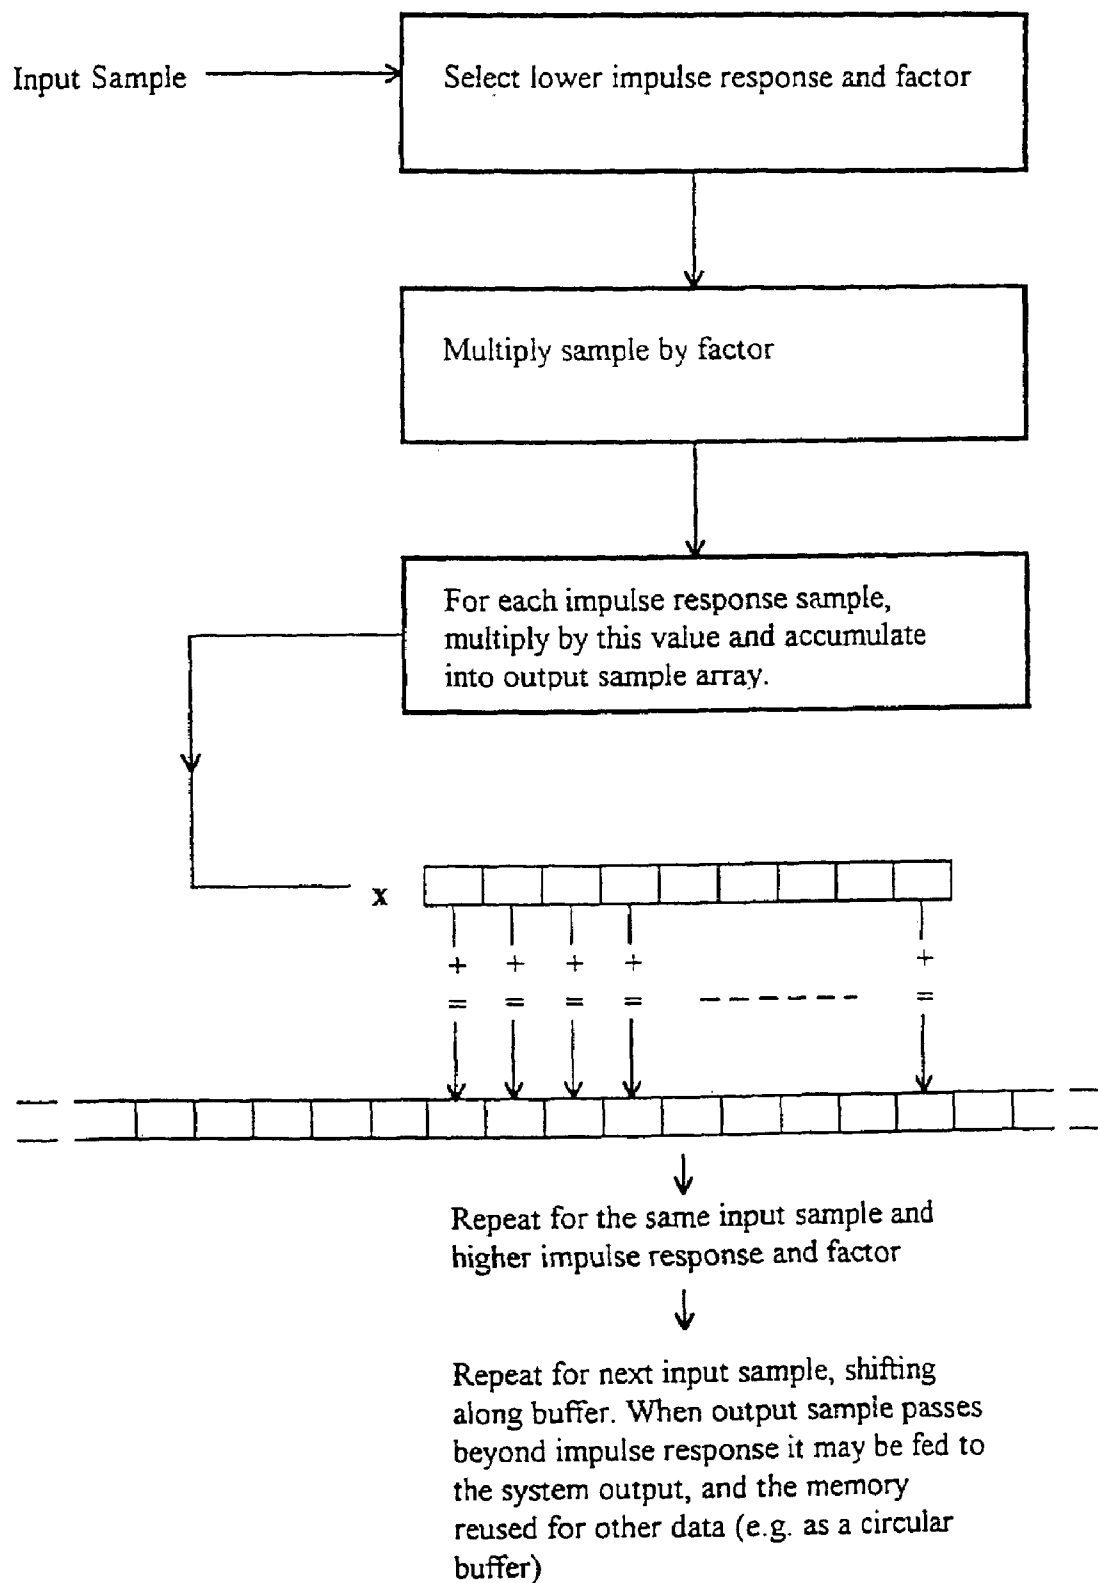 Input Sample
Select lower impulse response and factor
Multiply sample by factor
For each impulse response sample,
multiply by this value and accumulate
into output sample array.
x
+ + + + +
= = = = =
Repeat for the same input sample and
higher impulse response and factor
Repeat for next input sample, shifting
along buffer. When output sample passes
beyond impulse response it may be fed to
the system output, and the memory
reused for other data (e.g. as a circular
buffer)